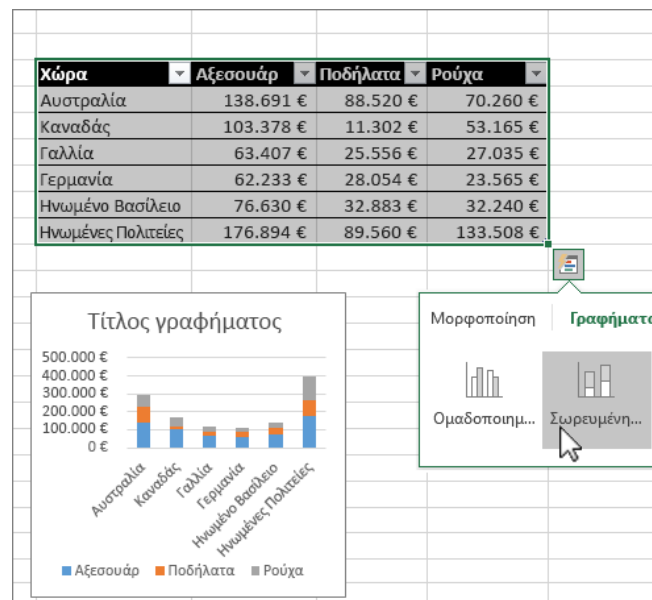 Χώρα Αξεσουάρ Ποδήλατα Ρούχα
Αυστραλία 138.691 € 88.520 € 70.260 €
Καναδάς 103.378 € 11.302 € 53.165 €
Γαλλία 63.407 € 25.556 € 27.035 €
Γερμανία 62.233 € 28.054 € 23.565 €
Ηνωμένο Βασίλειο 76.630 € 32.883 € 32.240 €
Ηνωμένες Πολιτείες 176.894 € 89.560 € 133.508 €
Μορφοποίηση Γραφήματα
Ομαδοποιημ... Σωρευμένη...
Τίτλος γραφήματος
500.000 €
400.000 €
300.000 €
200.000 €
100.000 €
0 €
Αυστραλία
Καναδάς
Γαλλία
Γερμανία
Ηνωμένο Βασίλειο
Ηνωμένες Πολιτείες
Αξεσουάρ Ποδήλατα Ρούχα